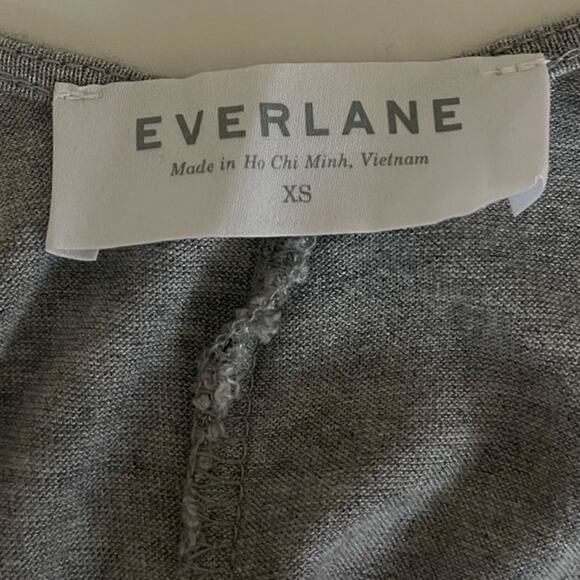 EVERLANE
Made in Ho Chi Minh, Vietnam
XS